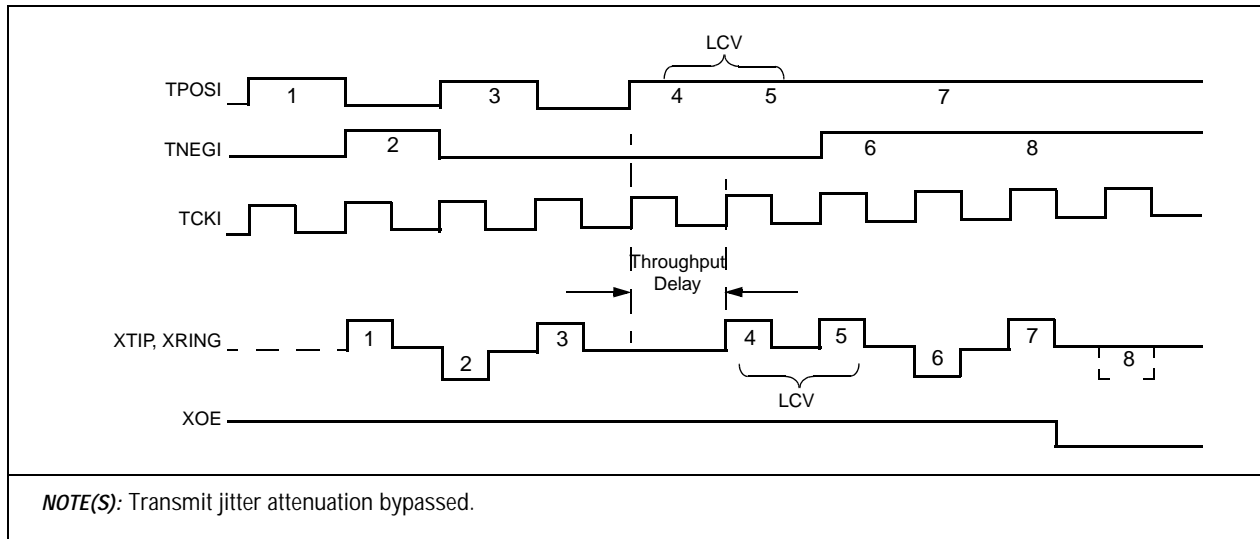 LCV
TPOSI 1 3 4 5 7
TNEGI 2 6 8
TCKI
Throughput
Delay
XTIP, XRING 1 2 3 4 5 6 7 8
LCV
XOE
NOTE(S): Transmit jitter attenuation bypassed.